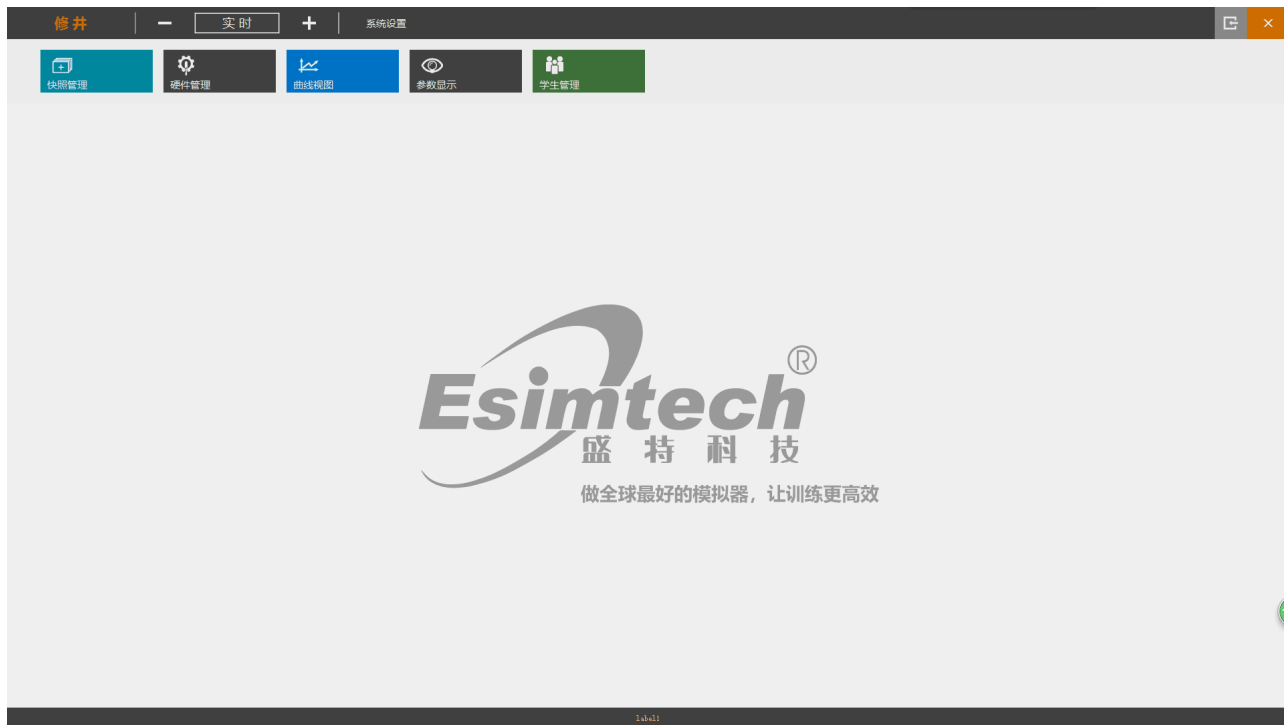 修井 实时 系统设置
快照管理 硬件管理 曲线视图 参数显示 学生管理
Esimtech®
盛特科技
做全球最好的模拟器，让训练更高效
label1